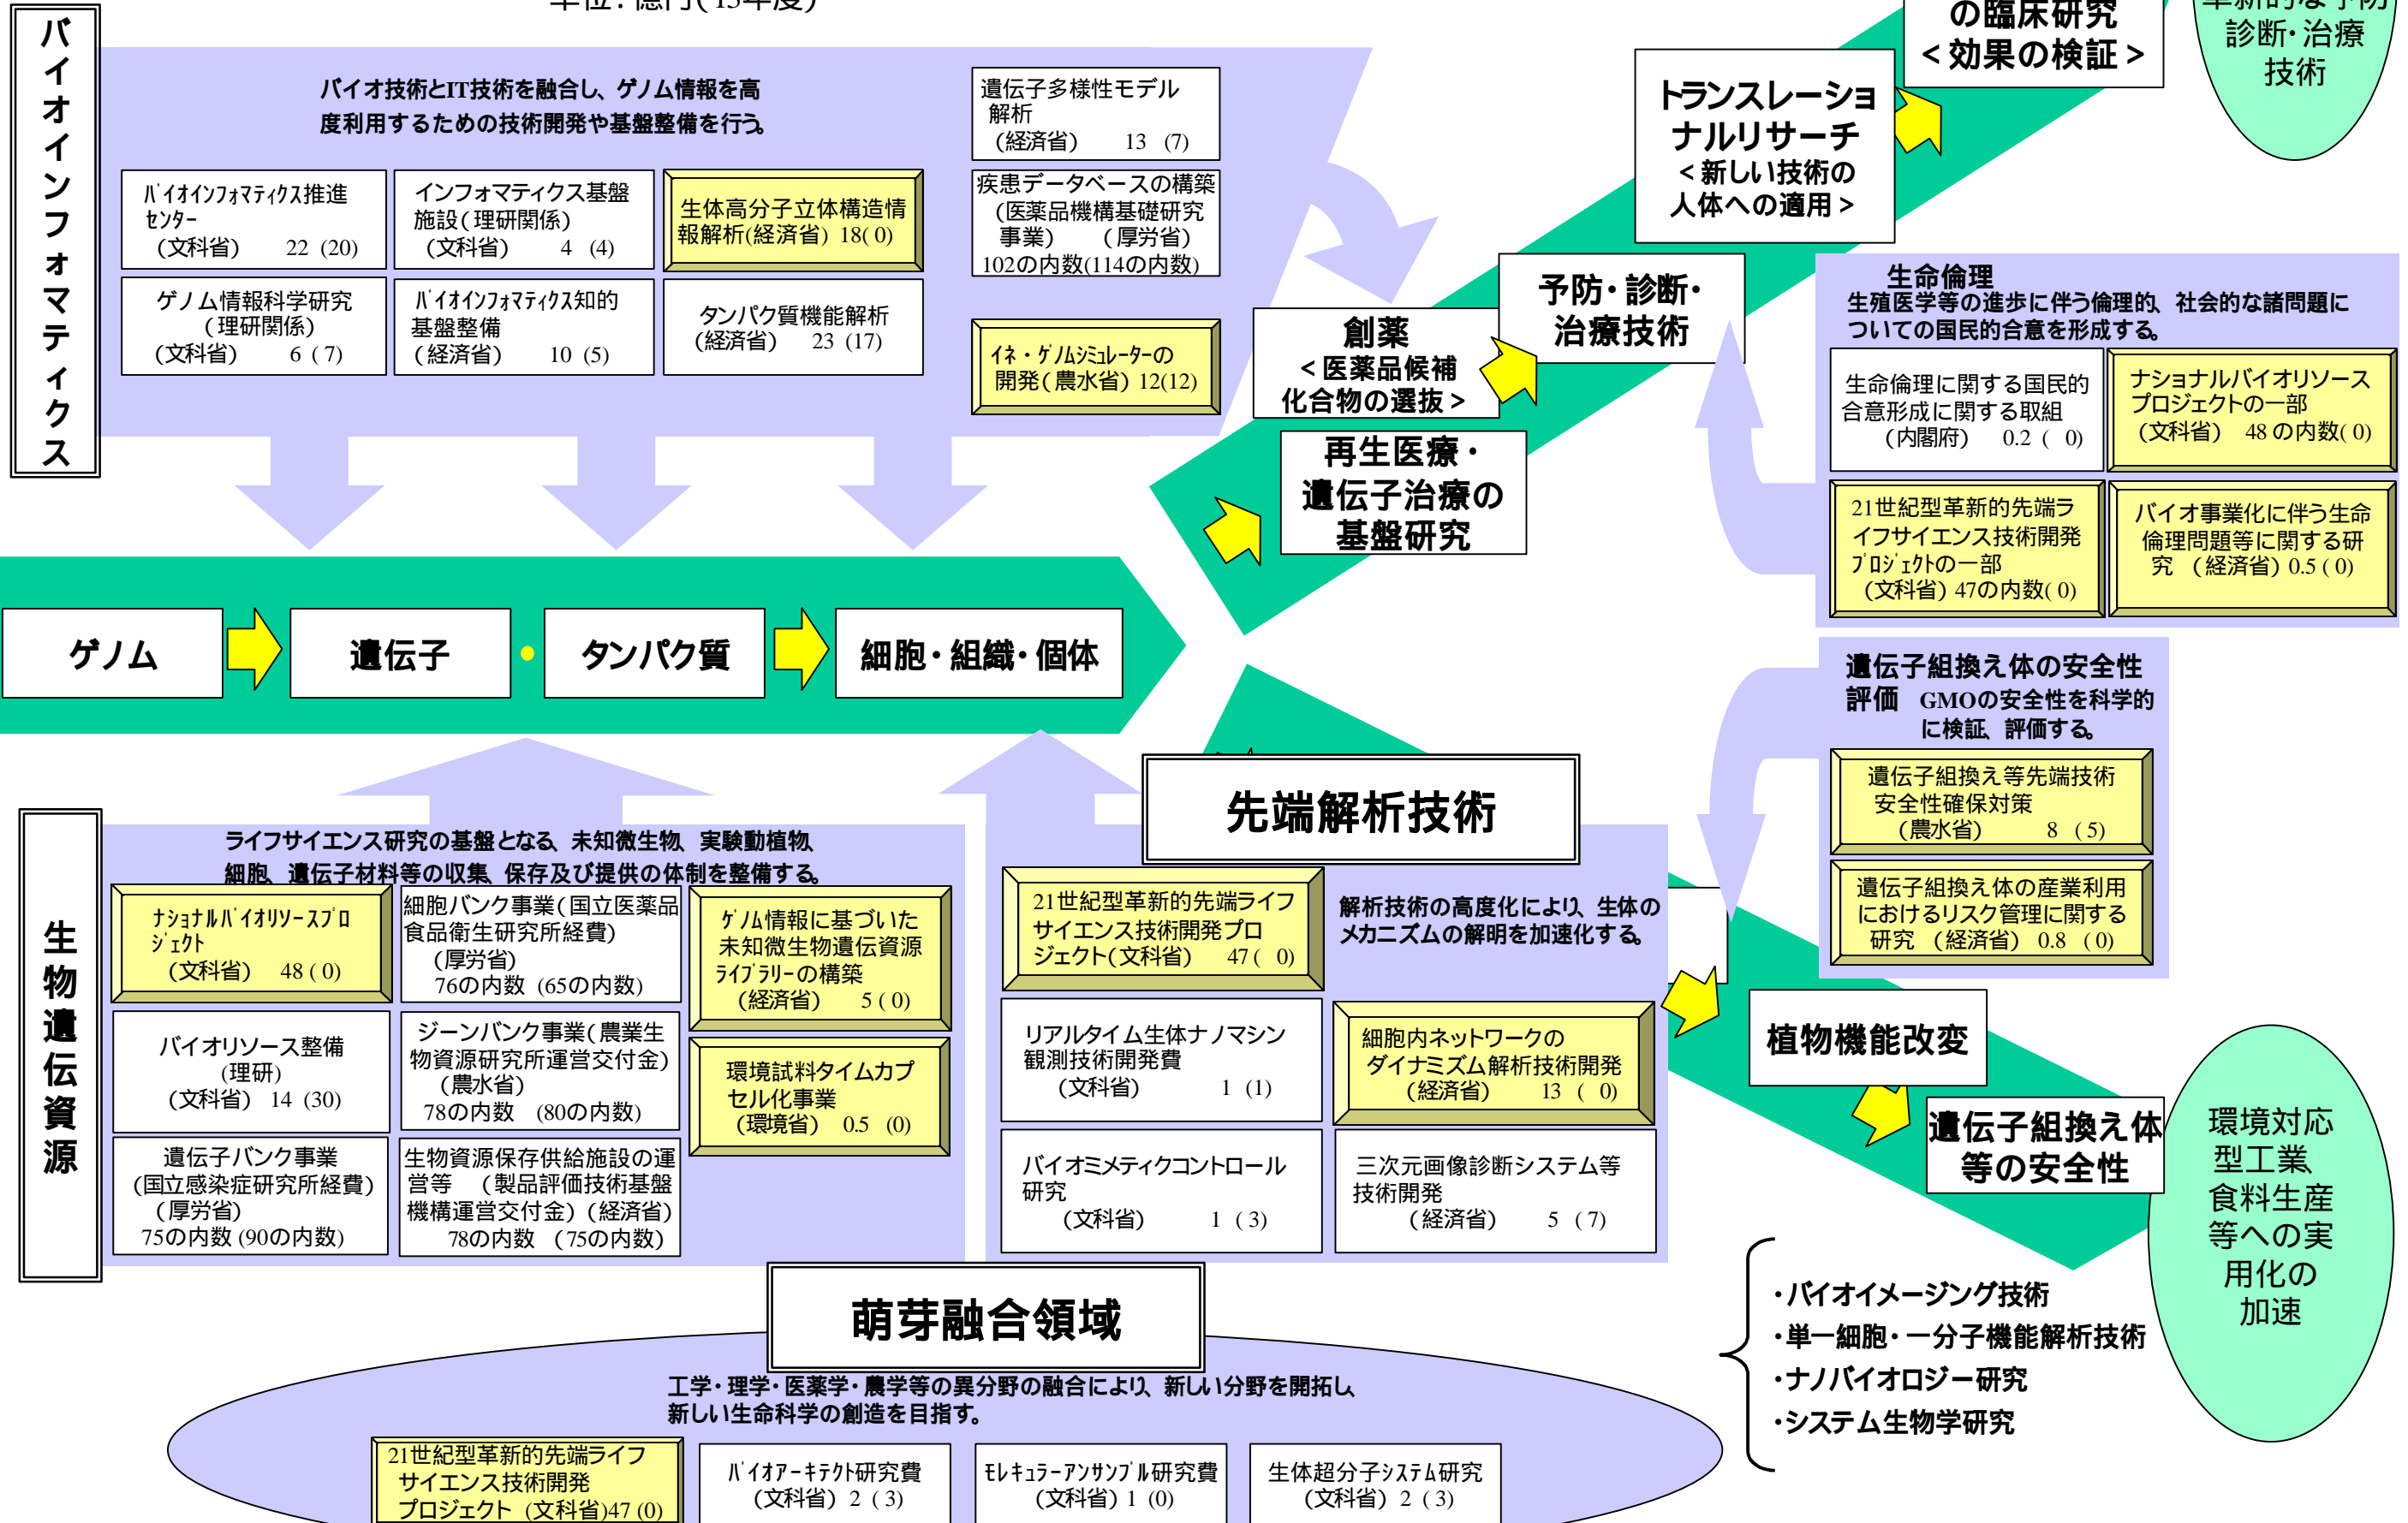 単位：億円(15年度)
バイオインフォマティクス
バイオ技術とIT技術を融合し、ゲノム情報を高
度利用するための技術開発や基盤整備を行う。
ﾊﾞｲｵｲﾝﾌｫﾏﾃｨｸｽ推進
ｾﾝﾀｰ
(文科省) 22 (20)
インフォマティクス基盤
施設(理研関係)
(文科省) 4 (4)
生体高分子立体構造情
報解析(経済省) 18( 0)
ゲノム情報科学研究
(理研関係)
(文科省) 6 ( 7)
ﾊﾞｲｵｲﾝﾌｫﾏﾃｨｸｽ知的
基盤整備
(経済省) 10 (5)
タンパク質機能解析
(経済省) 23 (17)
遺伝子多様性モデル
解析
(経済省) 13 (7)
疾患データベースの構築
(医薬品機構基礎研究
事業) (厚労省)
102の内数(114の内数)
ｲﾈ・ｹﾞﾉﾑｼﾐｭﾚｰﾀｰの
開発(農水省) 12(12)
の臨床研究
<効果の検証>
診断・治療
技術
トランスレーショ
ナルリサーチ
<新しい技術の
人体への適用>
予防・診断・
治療技術
創薬
<医薬品候補
化合物の選抜>
再生医療・
遺伝子治療の
基盤研究
生命倫理
生殖医学等の進歩に伴う倫理的、社会的な諸問題に
ついての国民的合意を形成する。
生命倫理に関する国民的
合意形成に関する取組
(内閣府) 0.2 ( 0)
ナショナルバイオリソース
プロジェクトの一部
(文科省) 48 の内数( 0)
21世紀型革新的先端ラ
イフサイエンス技術開発
ﾌﾟﾛｼﾞｪｸﾄの一部
(文科省) 47の内数( 0)
バイオ事業化に伴う生命
倫理問題等に関する研
究 (経済省) 0.5 ( 0)
ゲノム
遺伝子
・
タンパク質
細胞・組織・個体
遺伝子組換え体の安全性
評価 GMOの安全性を科学的
に検証、評価する。
遺伝子組換え等先端技術
安全性確保対策
(農水省) 8 ( 5)
遺伝子組換え体の産業利用
におけるリスク管理に関する
研究 (経済省) 0.8 ( 0)
生物遺伝資源
ライフサイエンス研究の基盤となる、未知微生物、実験動植物、
細胞、遺伝子材料等の収集、保存及び提供の体制を整備する。
ﾅｼｮﾅﾙﾊﾞｲｵﾘｿｰｽﾌﾟﾛ
ｼﾞｪｸﾄ
(文科省) 48 ( 0)
細胞バンク事業(国立医薬品
食品衛生研究所経費)
(厚労省)
76の内数 (65の内数)
ｹﾞﾉﾑ情報に基づいた
未知微生物遺伝資源
ﾗｲﾌﾞﾗﾘｰの構築
(経済省) 5 ( 0)
バイオリソース整備
(理研)
(文科省) 14 (30)
ジーンバンク事業(農業生
物資源研究所運営交付金)
(農水省)
78の内数 (80の内数)
環境試料タイムカプ
セル化事業
(環境省) 0.5 (0)
遺伝子バンク事業
(国立感染症研究所経費)
(厚労省)
75の内数 (90の内数)
生物資源保存供給施設の運
営等 (製品評価技術基盤
機構運営交付金) (経済省)
78の内数 (75の内数)
先端解析技術
21世紀型革新的先端ライフ
サイエンス技術開発プロ
ジェクト(文科省) 47 ( 0)
解析技術の高度化により、生体の
メカニズムの解明を加速化する。
リアルタイム生体ナノマシン
観測技術開発費
(文科省) 1 (1)
細胞内ネットワークの
ダイナミズム解析技術開発
(経済省) 13 ( 0)
バイオミメティクコントロール
研究
(文科省) 1 ( 3)
三次元画像診断システム等
技術開発
(経済省) 5 ( 7)
植物機能改変
遺伝子組換え体
等の安全性
環境対応
型工業、
食料生産
等への実
用化の
加速
・バイオイメージング技術
・単一細胞・一分子機能解析技術
・ナノバイオロジー研究
・システム生物学研究
萌芽融合領域
工学・理学・医薬学・農学等の異分野の融合により、新しい分野を開拓し、
新しい生命科学の創造を目指す。
21世紀型革新的先端ライフ
サイエンス技術開発
プロジェクト (文科省)47 (0)
ﾊﾞｲｵｱｰｷﾃｸﾄ研究費
(文科省) 2 ( 3)
ﾓﾚｷｭﾗｰｱﾝｻﾝﾌﾞﾙ研究費
(文科省) 1 (0)
生体超分子ｼｽﾃﾑ研究
(文科省) 2 ( 3)